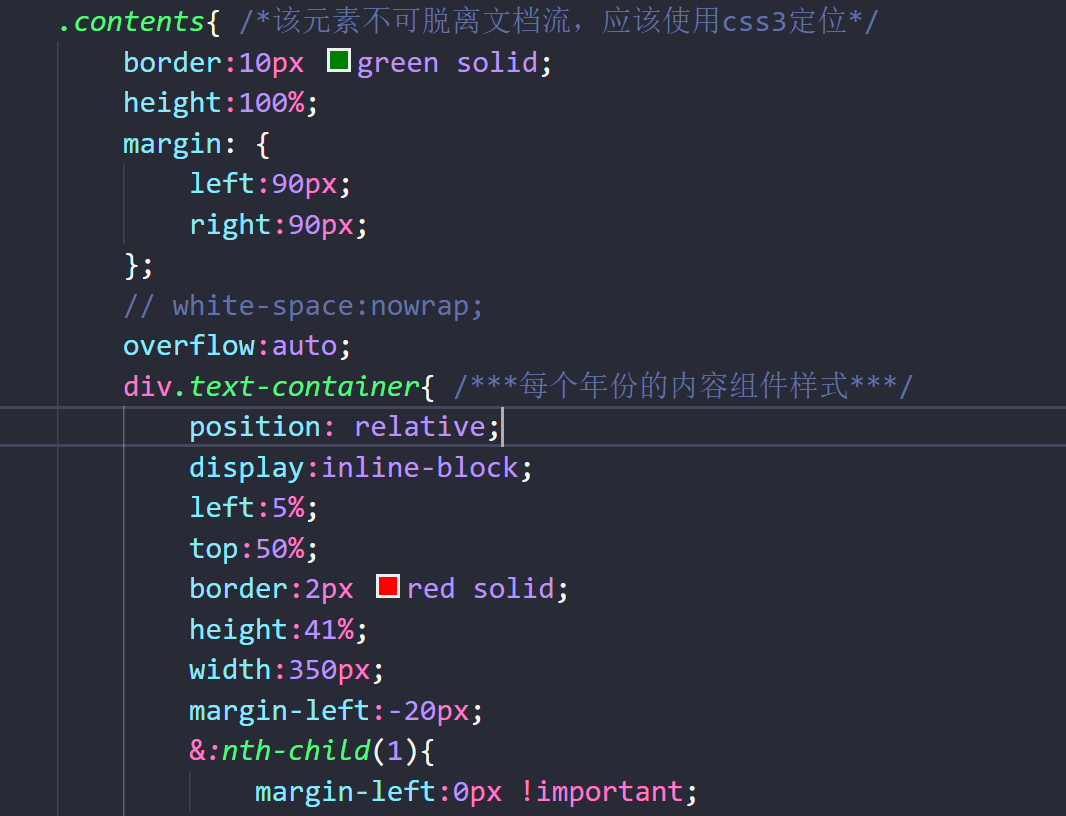 .contents{ /*该元素不可脱离文档流，应该使用css3定位*/
border:10px green solid;
height:100%;
margin: {
left:90px;
right:90px;
};
// white-space:nowrap;
overflow:auto;
div.text-container{ /***每个年份的内容组件样式***/
position: relative;
display:inline-block;
left:5%;
top:50%;
border:2px red solid;
height:41%;
width:350px;
margin-left:-20px;
&:nth-child(1){
margin-left:0px !important;